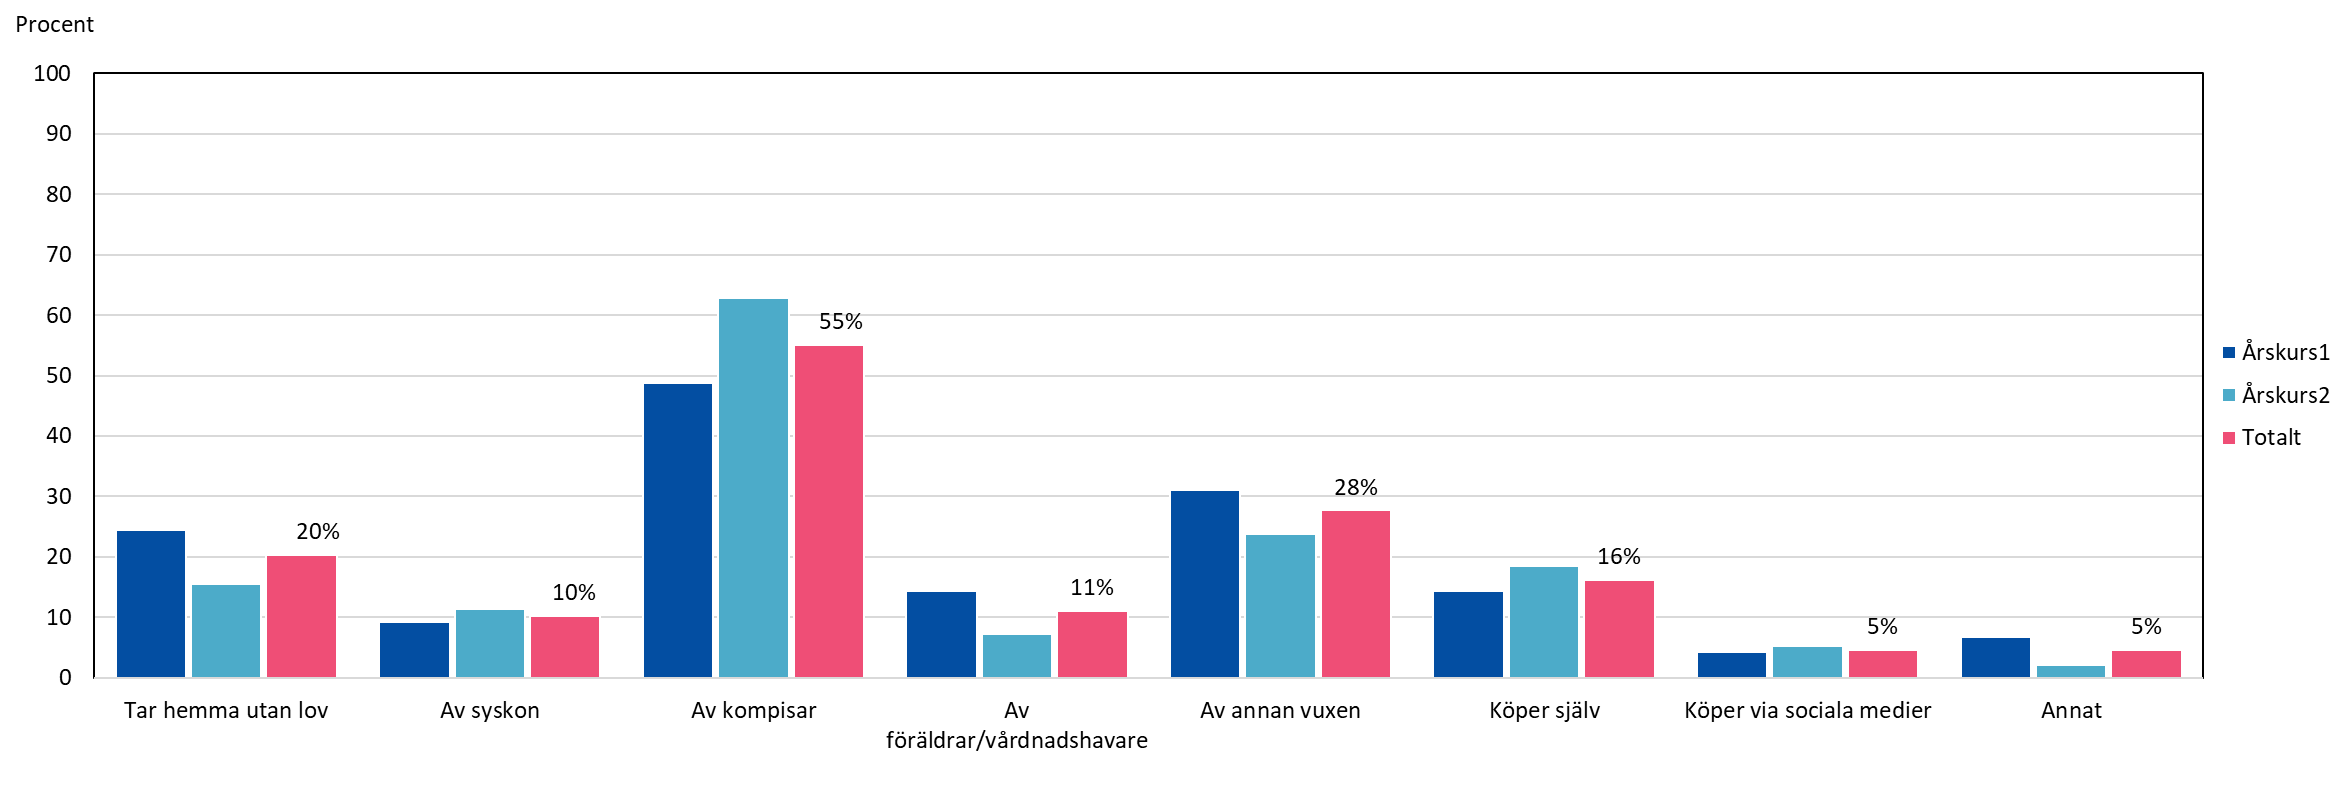 Procent
100
90
80
70
60
50
40
30
20
10
0
20%
10%
55%
11%
28%
16%
5%
5%
Tar hemma utan lov
Av syskon
Av kompisar
Av
föräldrar/vårdnadshavare
Av annan vuxen
Köper själv
Köper via sociala medier
Annat
Årskurs1
Årskurs2
Totalt